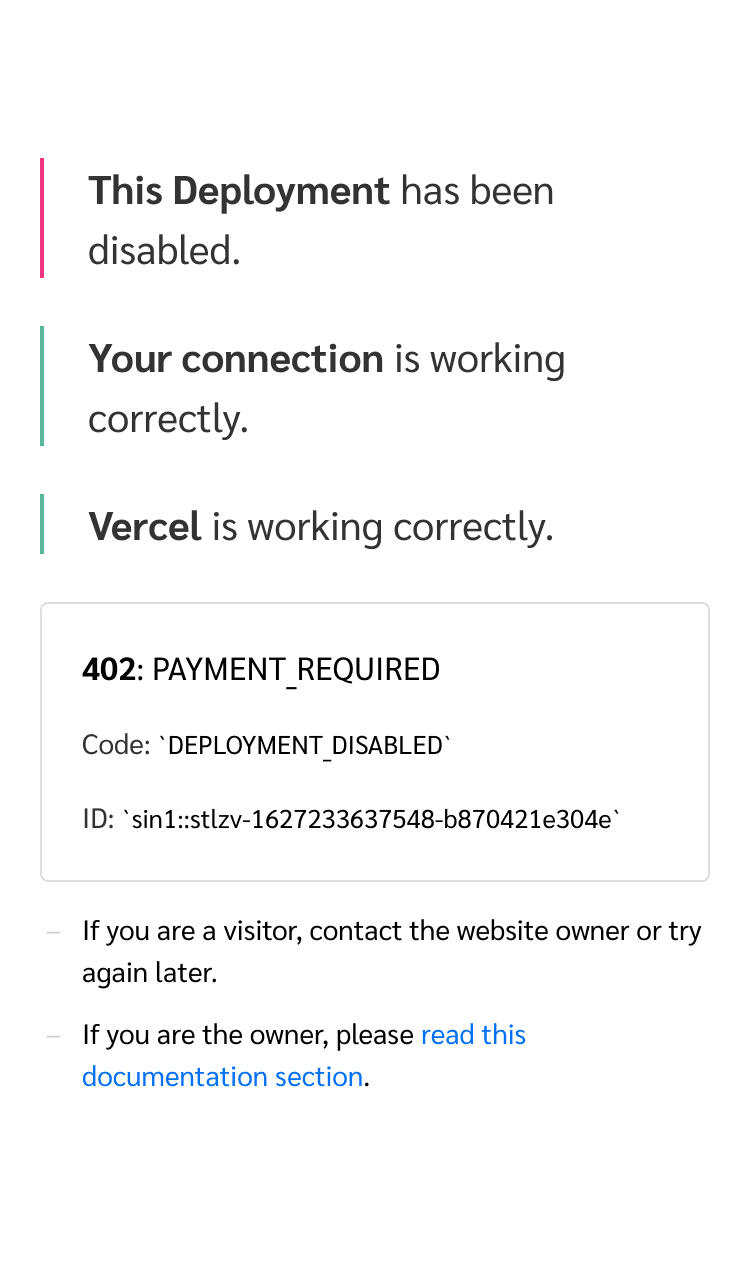 This Deployment has been
disabled.
Your connection is working
correctly.
Vercel is working correctly.
402: PAYMENT_REQUIRED
Code: `DEPLOYMENT_DISABLED`
ID: `sin1::stlzv-1627233637548-b870421e304e`
– If you are a visitor, contact the website owner or try
again later.
– If you are the owner, please read this
documentation section.